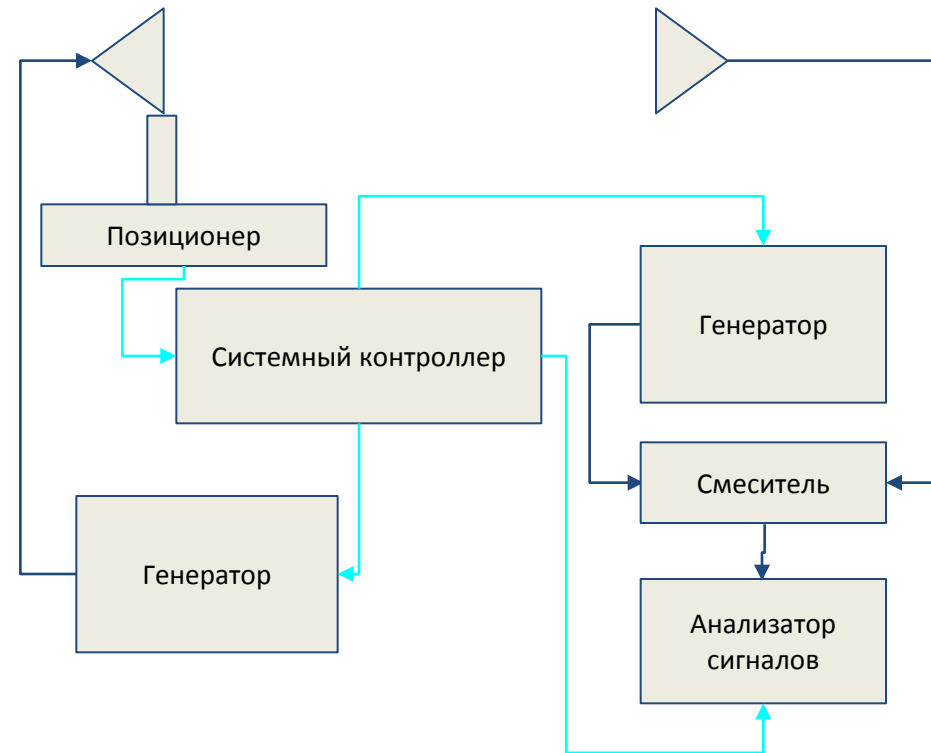 Позиционер
Системный контроллер
Генератор
Генератор
Смеситель
Анализатор
сигналов